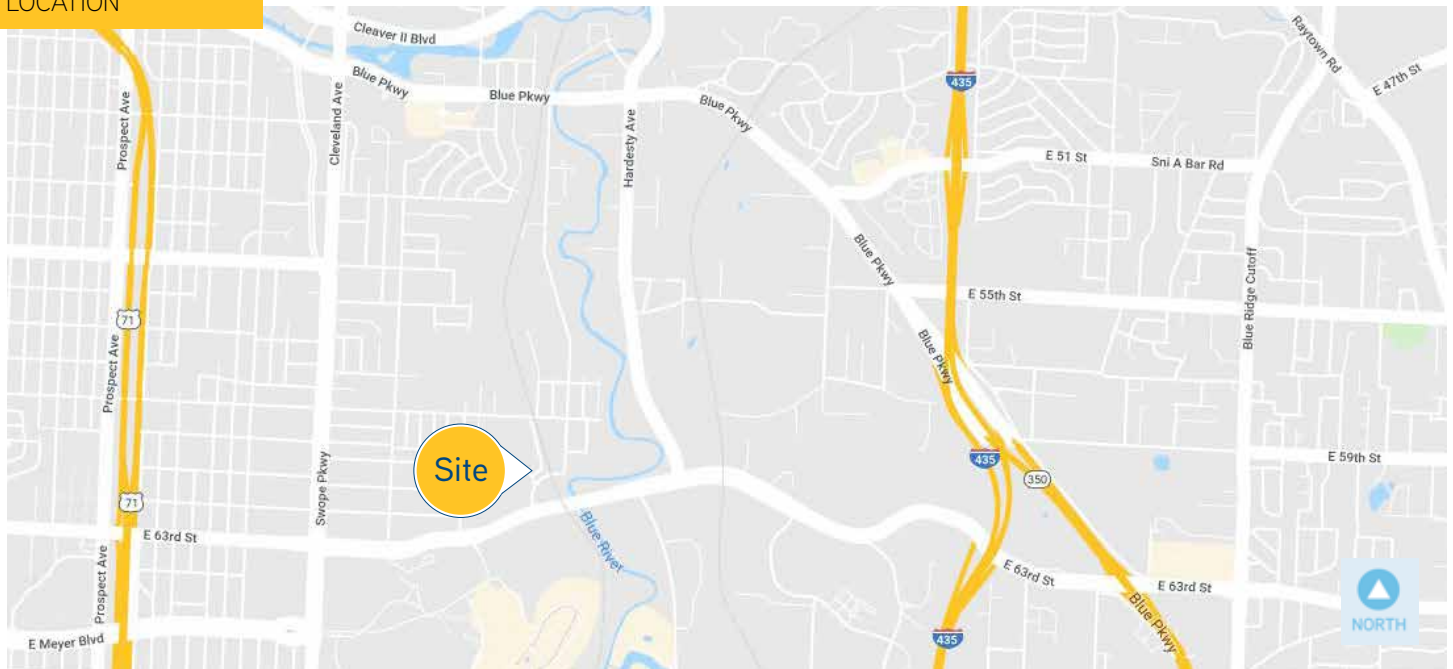 LOCATION
Cleaver II Blvd
Raytown Rd
E 47th St
Blue Pkwy
Blue Pkwy
Blue Pkwy
435
Prospect Ave
Cleveland Ave
Hardesty Ave
E 51 St
Sni A Bar Rd
Blue Pkwy
Blue Ridge Cutoff
E 55th St
71
Prospect Ave
Blue Pkwy
Site
435
E 59th St
350
71
Swope Pkwy
E 63rd St
Blue River
Prospect Ave
E 63rd St
E 63rd St
Blue Pkwy
NORTH
E Meyer Blvd
435